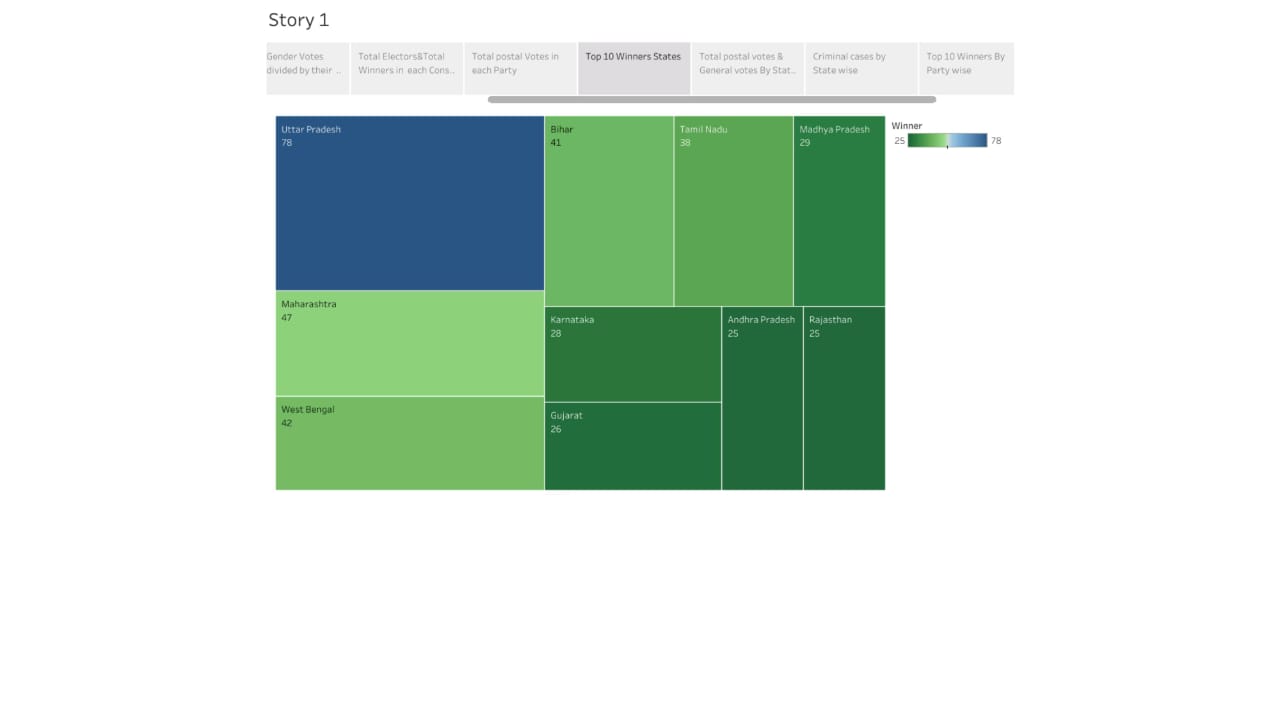 Story 1
Gender Votes
divided by their ..
Total Electors&Total
Winners in each Cons..
Total postal Votes in
each Party
Top 10 Winners States
Total postal votes &
General votes By Stat..
Criminal cases by
State wise
Top 10 Winners By
Party wise
Uttar Pradesh
78
Bihar
41
Tamil Nadu
38
Madhya Pradesh
29
Winner
25 78
Maharashtra
47
West Bengal
42
Karnataka
28
Andhra Pradesh
25
Rajasthan
25
Gujarat
26